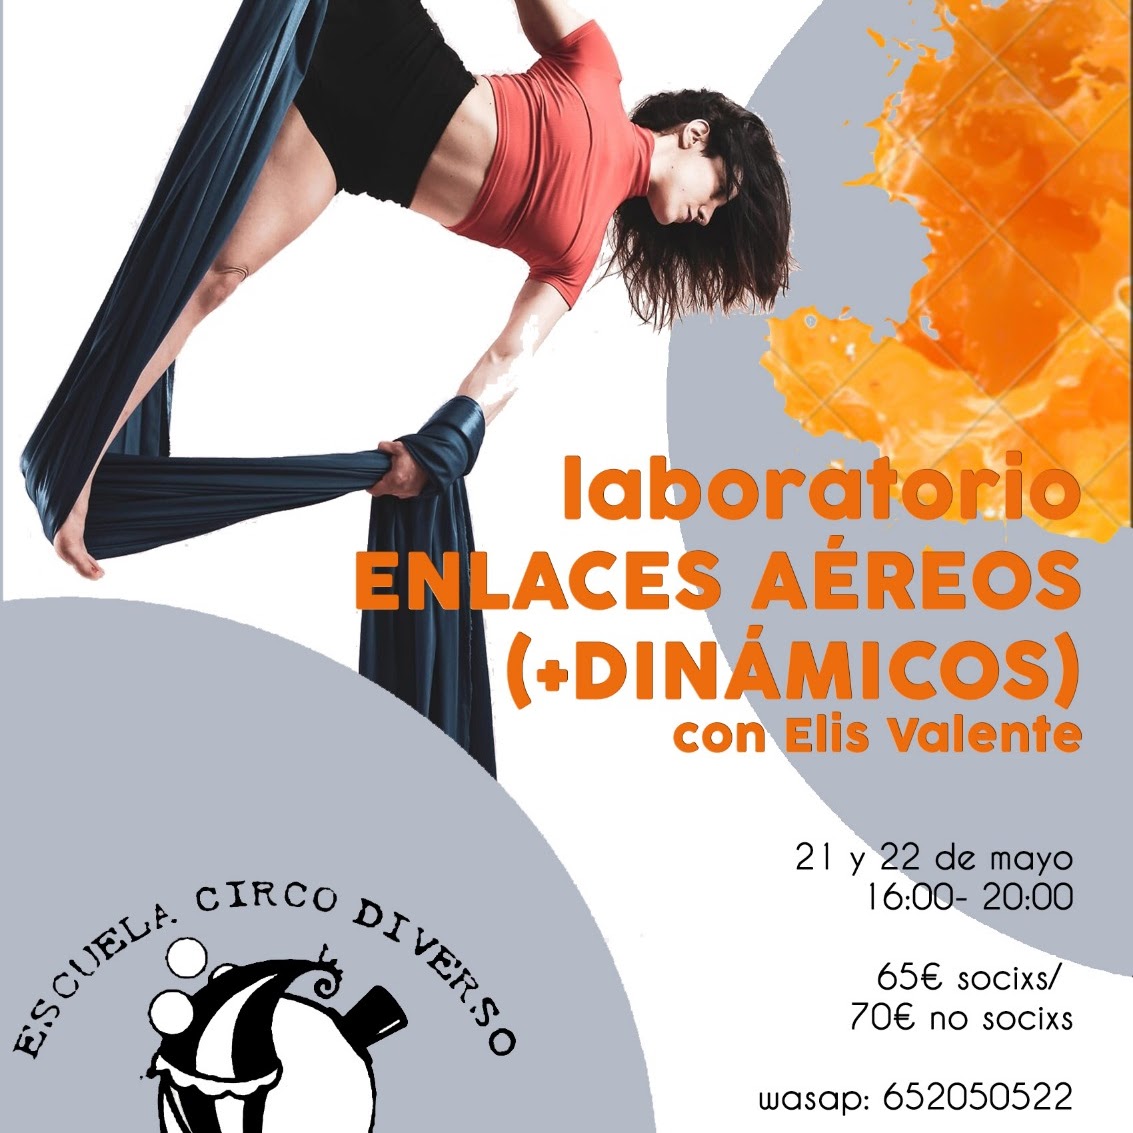 laboratorio
ENLACES AÉREOS
(+DINÁMICOS)
con Elis Valente
21 y 22 de mayo
16:00- 20:00
65€ socixs/
70€ no socixs
wasap: 652050522
ESCUELA CIRCO DIVERSO